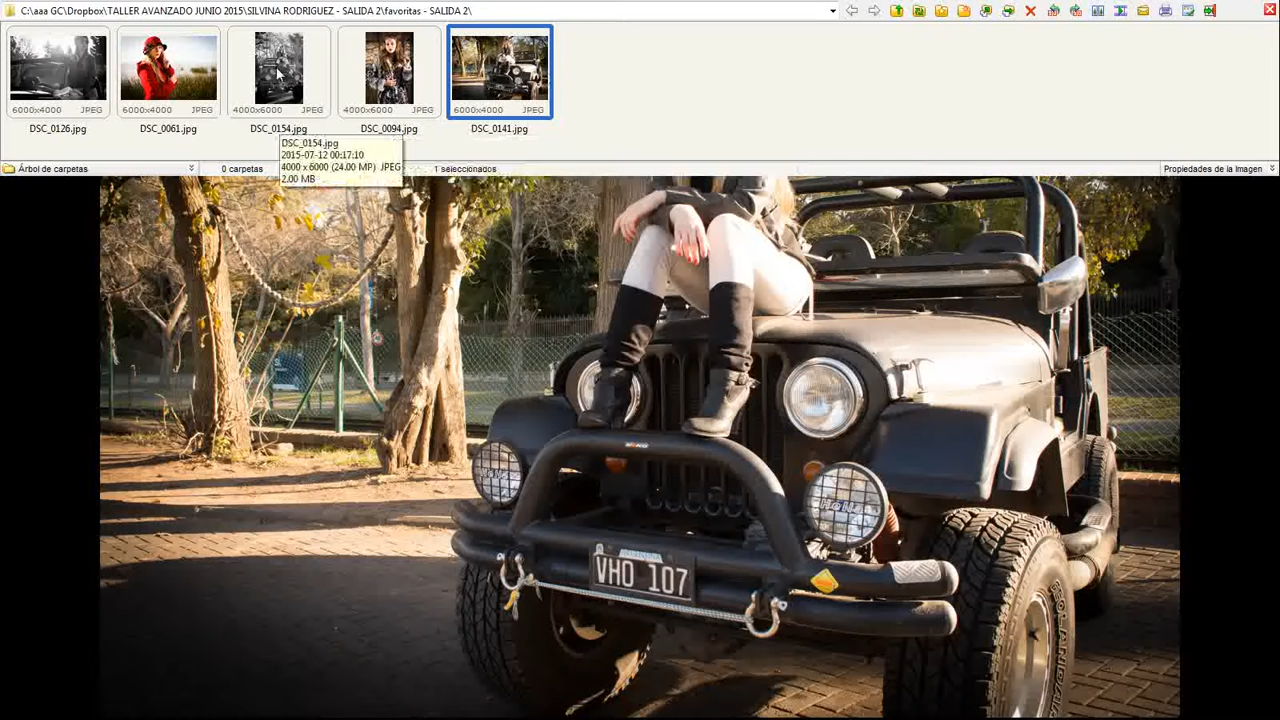 C:\aaa GC\Dropbox\TALLER AVANZADO JUNIO 2015\SILVINA RODRIGUEZ - SALIDA 2\favoritas - SALIDA 2\
6000x4000 JPEG
6000x4000 JPEG
4000x6000 JPEG
4000x6000 JPEG
6000x4000 JPEG
DSC_0126.jpg
DSC_0061.jpg
DSC_0154.jpg
DSC_0094.jpg
DSC_0141.jpg
DSC_0154.jpg
2015-07-12 00:17:10
4000 x 6000 (24.00 MP) JPEG
2.00 MB
Árbol de carpetas
0 carpetas
1 seleccionados
Propiedades de la Imagen
VHO 107